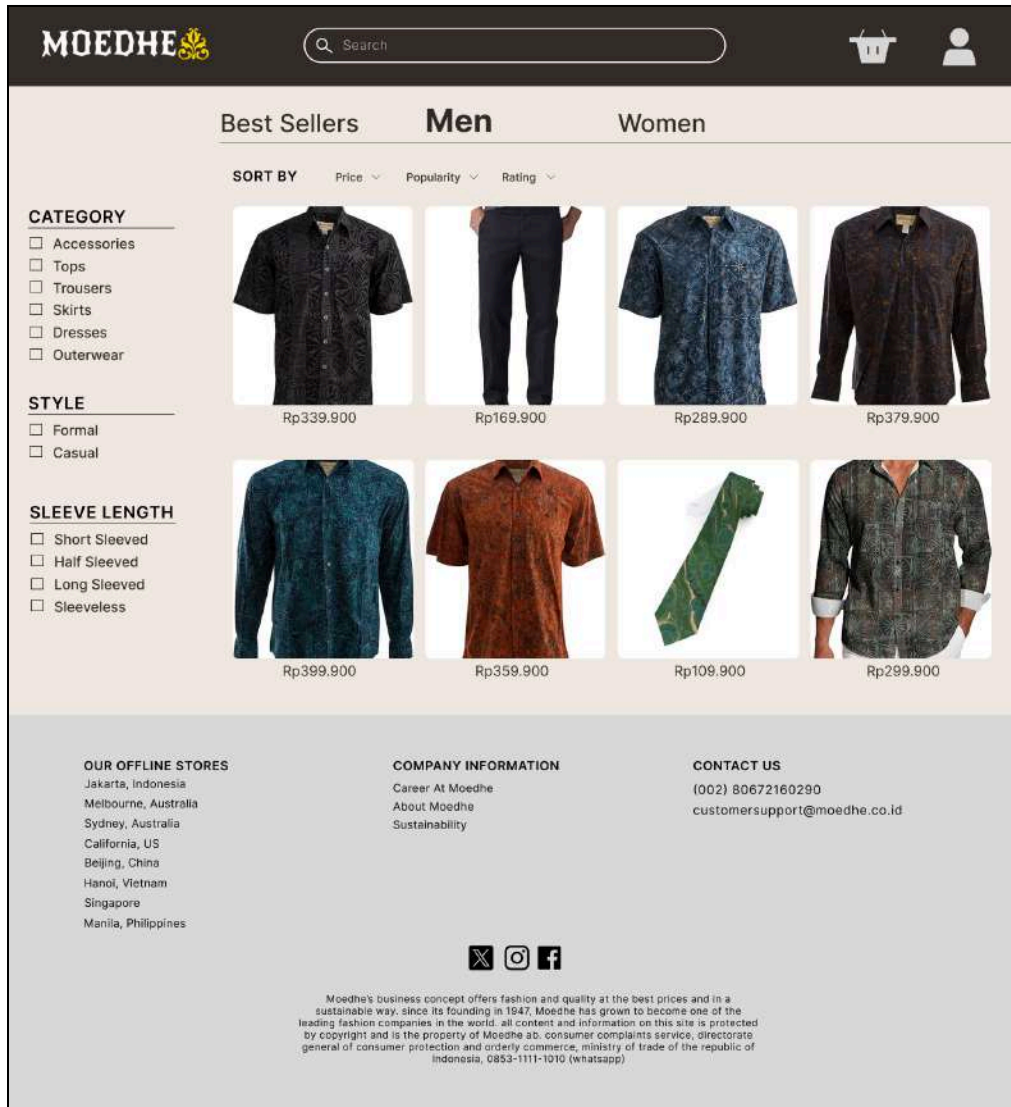 MOEDHE
Search
Best Sellers
Men
Women
SORT BY
Price
Popularity
Rating
CATEGORY
Accessories
Tops
Trousers
Skirts
Dresses
Outerwear
STYLE
Formal
Casual
SLEEVE LENGTH
Short Sleeved
Half Sleeved
Long Sleeved
Sleeveless
Rp339.900
Rp169.900
Rp289.900
Rp379.900
Rp399.900
Rp359.900
Rp109.900
Rp299.900
OUR OFFLINE STORES
Jakarta, Indonesia
Melbourne, Australia
Sydney, Australia
California, US
Beijing, China
Hanoi, Vietnam
Singapore
Manila, Philippines
COMPANY INFORMATION
Career At Moedhe
About Moedhe
Sustainability
CONTACT US
(002) 80672160290
customersupport@moedhe.co.id
Moedhe's business concept offers fashion and quality at the best prices and in a
sustainable way. since its founding in 1947, Moedhe has grown to become one of the
leading fashion companies in the world. all content and information on this site is protected
by copyright and is the property of Moedhe ab. consumer complaints service, directorate
general of consumer protection and orderly commerce, ministry of trade of the republic of
Indonesia, 0853-1111-1010 (whatsapp)